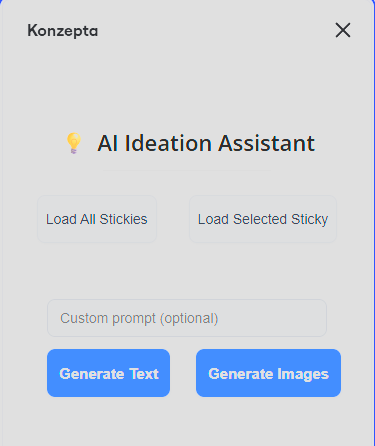 Konzepta
AI Ideation Assistant
Load All Stickies
Load Selected Sticky
Custom prompt (optional)
Generate Text
Generate Images